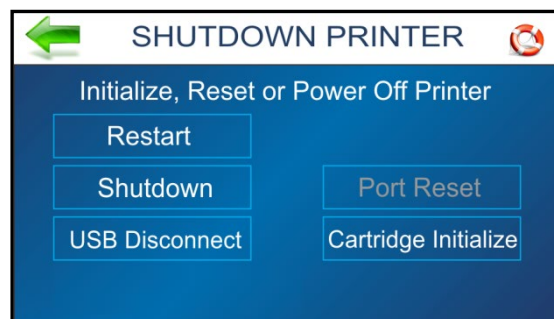 SHUTDOWN PRINTER
Initialize, Reset or Power Off Printer
Restart
Shutdown
Port Reset
USB Disconnect
Cartridge Initialize